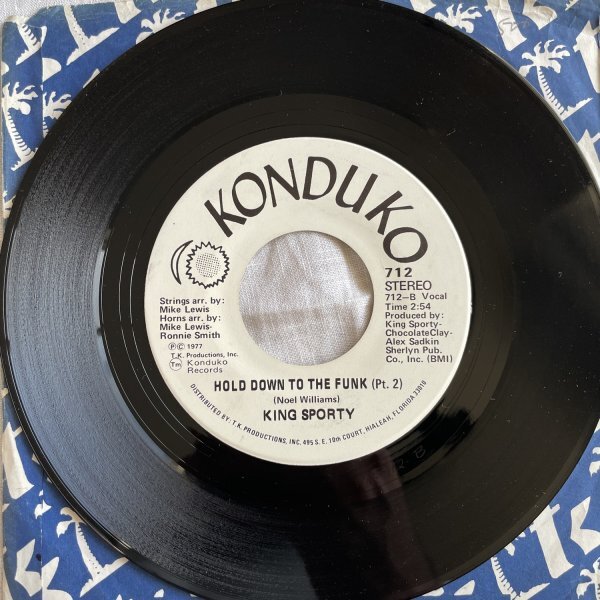 KONDUKO
712
STEREO
712-B Vocal
Time 2:54
Produced by:
King Sporty-
ChocolateClay-
Alex Sadkin
Sherlyn Pub.
Co., Inc. (BMI)
Strings arr. by:
Mike Lewis
Horns arr. by:
Mike Lewis-
Ronnie Smith
℗ © 1977
T.K. Productions, Inc.
Tm Konduko
Records
HOLD DOWN TO THE FUNK (Pt. 2)
(Noel Williams)
KING SPORTY
DISTRIBUTED BY: T.K. PRODUCTIONS, INC. 495 S.E. 10th COURT, HIALEAH, FLORIDA 33010